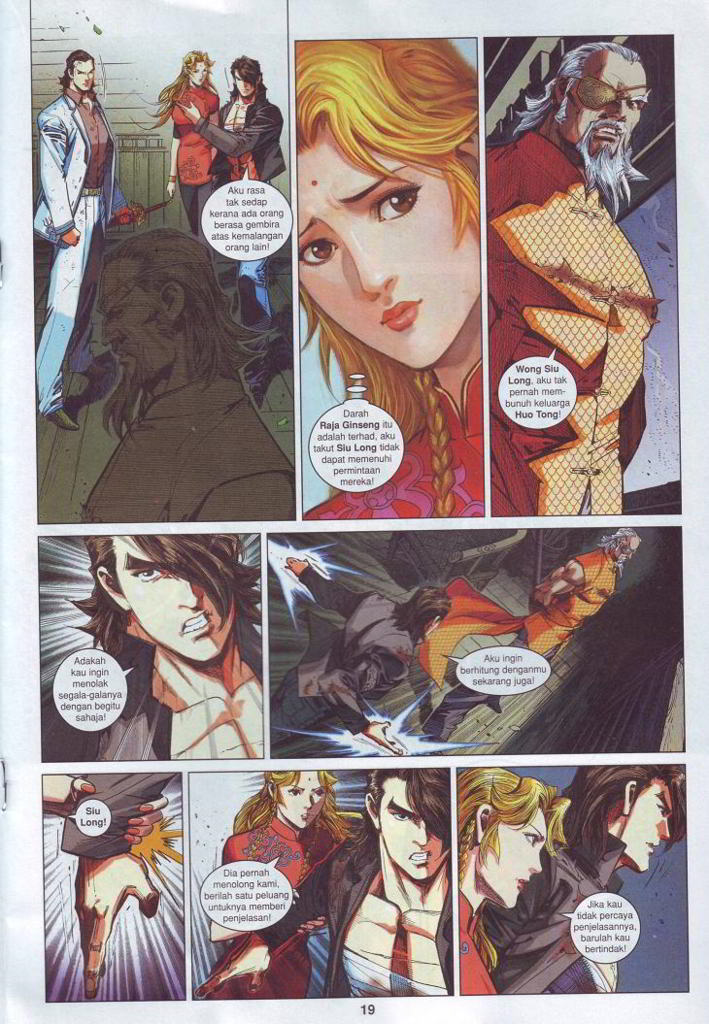 Aku rasa
tak sedap
kerana ada orang
berasa gembira
atas kemalangan
orang lain!
Darah
Raja Ginseng itu
adalah terhad, aku
takut Siu Long tidak
dapat memenuhi
permintaan
mereka!
Wong Siu
Long, aku tak
pernah mem-
bunuh keluarga
Huo Tong!
Adakah
kau ingin
menolak
segala-galanya
dengan begitu
sahaja!
Aku ingin
berhitung denganmu
sekarang juga!
Siu
Long!
Dia pernah
menolong kami,
berilah satu peluang
untuknya memberi
penjelasan!
Jika kau
tidak percaya
penjelasannya,
barulah kau
bertindak!
19